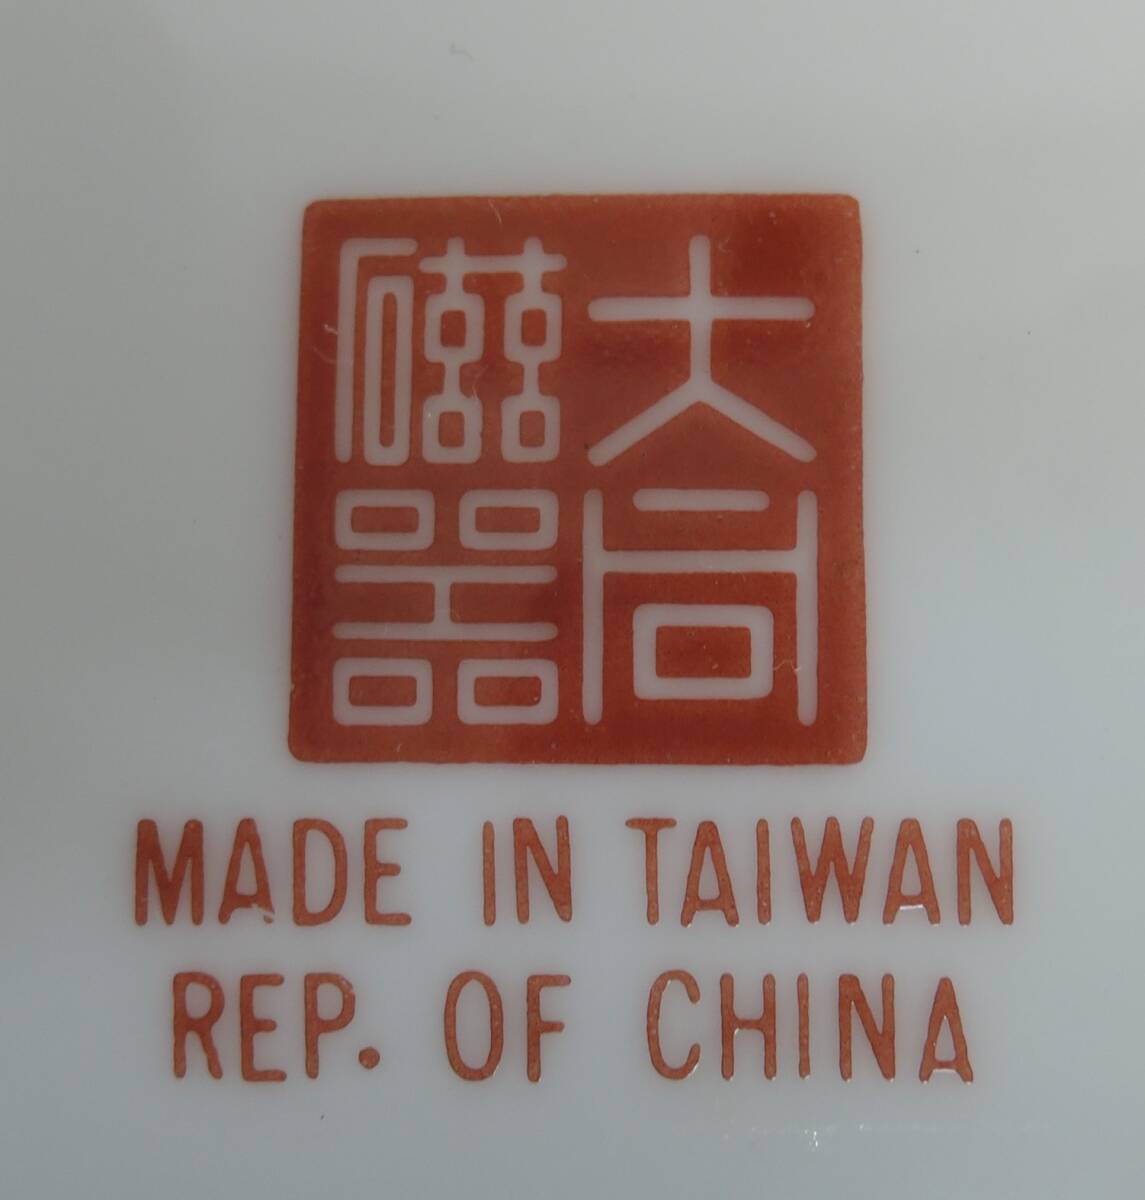 大同
磁器
MADE IN TAIWAN
REP. OF CHINA